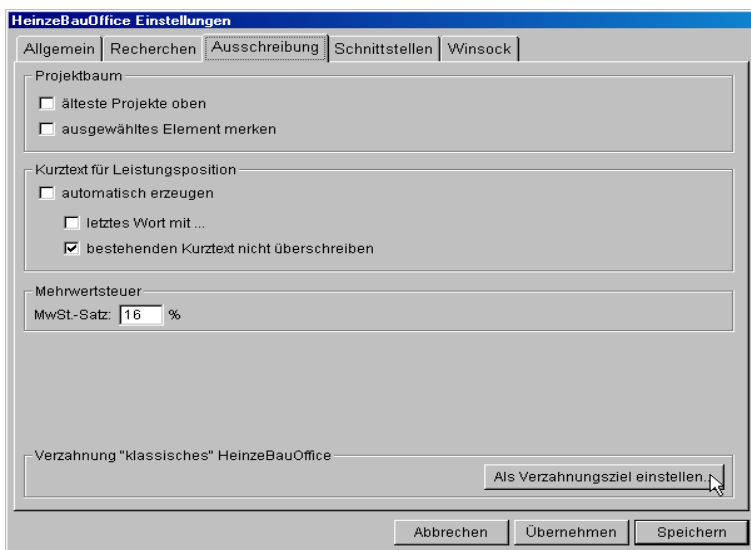 HeinzeBauOffice Einstellungen
Allgemein Recherchen Ausschreibung Schnittstellen Winsock
Projektbaum
älteste Projekte oben
ausgewähltes Element merken
Kurztext für Leistungsposition
automatisch erzeugen
letztes Wort mit ...
bestehenden Kurztext nicht überschreiben
Mehrwertsteuer
MwSt.-Satz: 16 %
Verzahnung "klassisches" HeinzeBauOffice
Als Verzahnungsziel einstellen...
Abbrechen Übernehmen Speichern